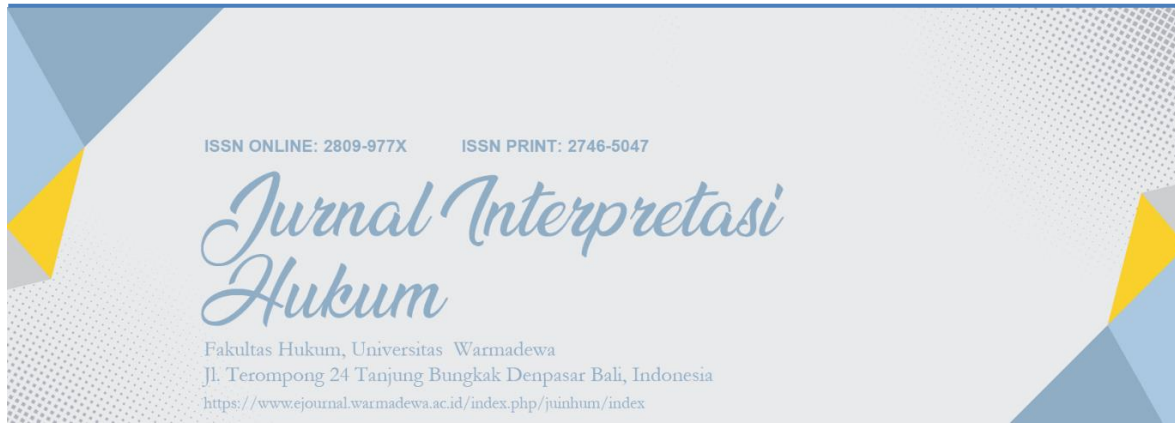 ISSN ONLINE: 2809-977X ISSN PRINT: 2746-5047
Jurnal Interpretasi
Hukum
Fakultas Hukum, Universitas Warmadewa
Jl. Terompong 24 Tanjung Bungkak Denpasar Bali, Indonesia
https://www.ejournal.warmadewa.ac.id/index.php/juinhum/index